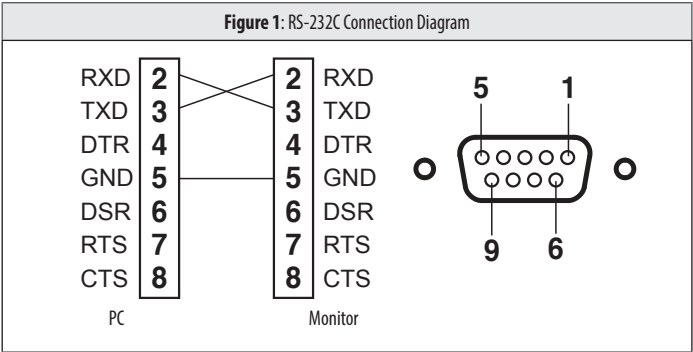 Figure 1: RS-232C Connection Diagram
RXD 2 2 RXD
TXD 3 3 TXD
DTR 4 4 DTR
GND 5 5 GND
DSR 6 6 DSR
RTS 7 7 RTS
CTS 8 8 CTS
PC Monitor
5 1
9 6